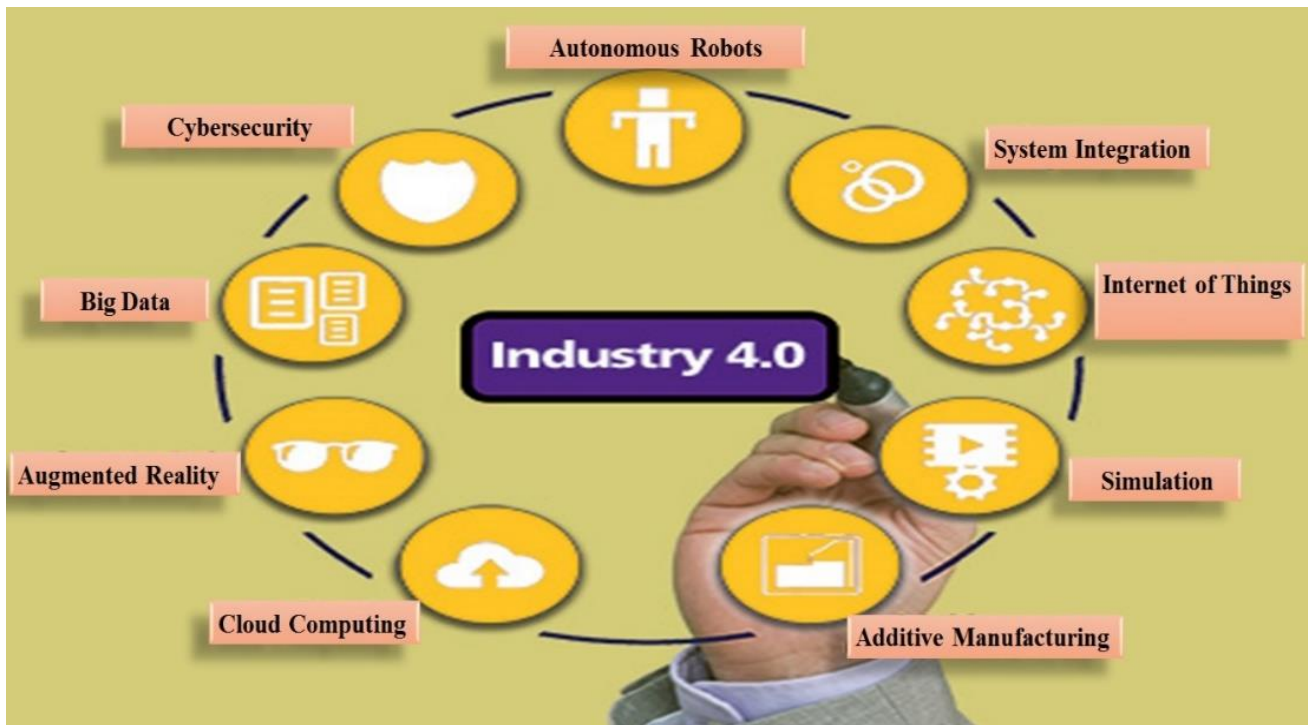 Autonomous Robots
Cybersecurity
System Integration
Big Data
Internet of Things
Industry 4.0
Augmented Reality
Simulation
Cloud Computing
Additive Manufacturing